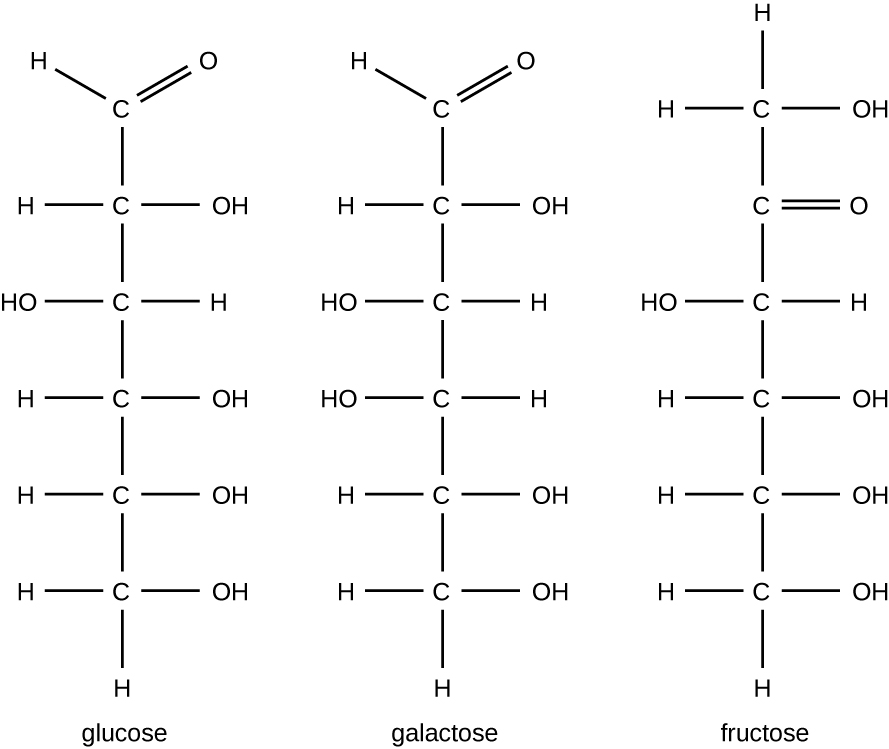 H
H O H O
C C H C OH
H C OH H C OH C O
HO C H HO C H HO C H
H C OH HO C H H C OH
H C OH H C OH H C OH
H C OH H C OH H C OH
H H H
glucose galactose fructose